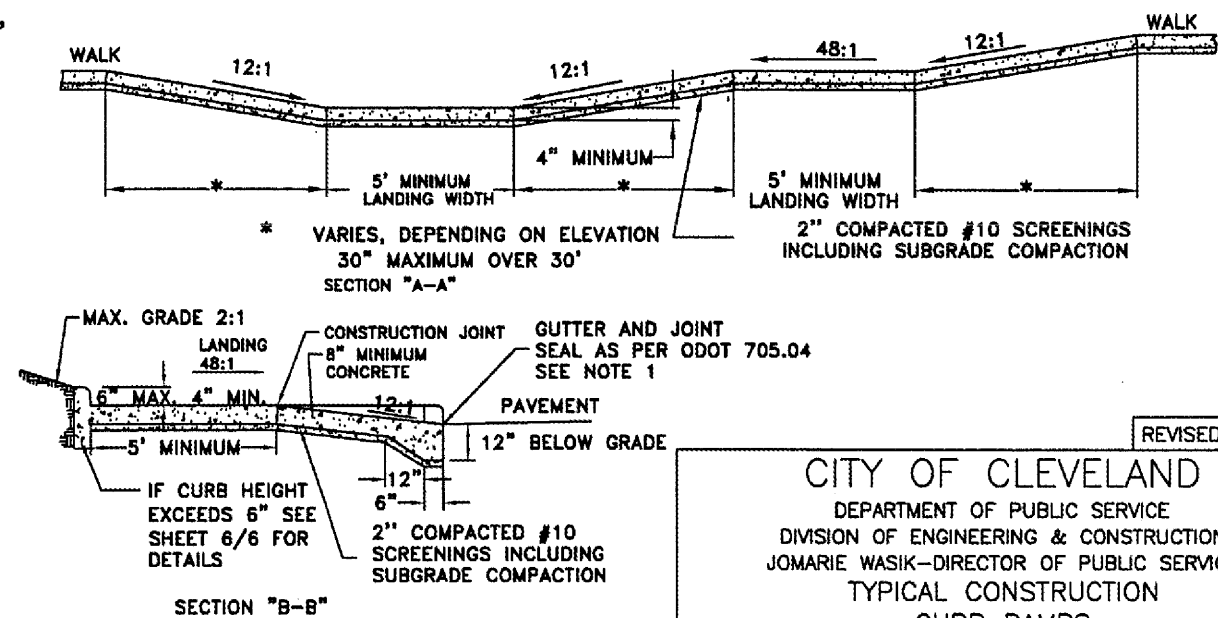 WALK
12:1
12:1
48:1
12:1
WALK
4" MINIMUM
*
5' MINIMUM
LANDING WIDTH
*
5' MINIMUM
LANDING WIDTH
*
* VARIES, DEPENDING ON ELEVATION
30" MAXIMUM OVER 30'
2" COMPACTED #10 SCREENINGS
INCLUDING SUBGRADE COMPACTION
SECTION "A-A"
MAX. GRADE 2:1
LANDING
48:1
CONSTRUCTION JOINT
8" MINIMUM
CONCRETE
GUTTER AND JOINT
SEAL AS PER ODOT 705.04
SEE NOTE 1
6" MAX. 4" MIN.
12:1
PAVEMENT
5' MINIMUM
12" BELOW GRADE
12"
6"
IF CURB HEIGHT
EXCEEDS 6" SEE
SHEET 6/6 FOR
DETAILS
2" COMPACTED #10
SCREENINGS INCLUDING
SUBGRADE COMPACTION
SECTION "B-B"
REVISED
CITY OF CLEVELAND
DEPARTMENT OF PUBLIC SERVICE
DIVISION OF ENGINEERING & CONSTRUCTION
JOMARIE WASIK-DIRECTOR OF PUBLIC SERVIC
TYPICAL CONSTRUCTION
CURB RAMPS